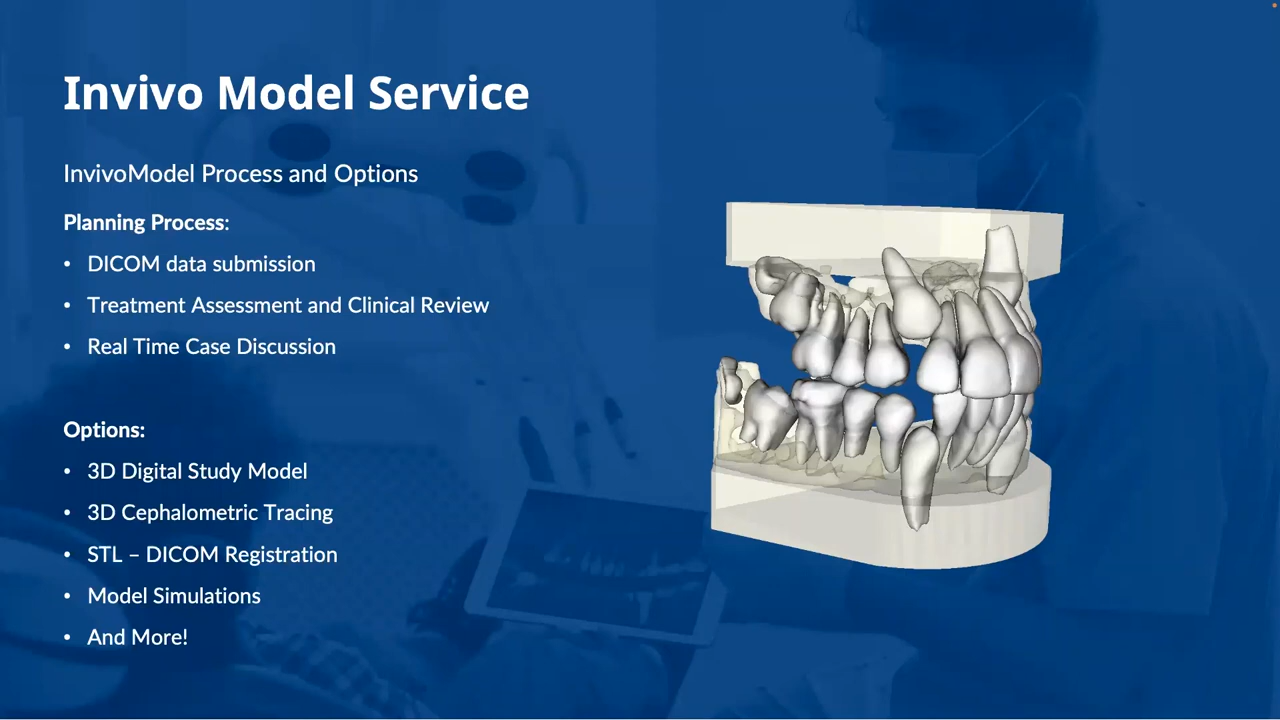 Invivo Model Service
InvivoModel Process and Options
Planning Process:
• DICOM data submission
• Treatment Assessment and Clinical Review
• Real Time Case Discussion
Options:
• 3D Digital Study Model
• 3D Cephalometric Tracing
• STL – DICOM Registration
• Model Simulations
• And More!